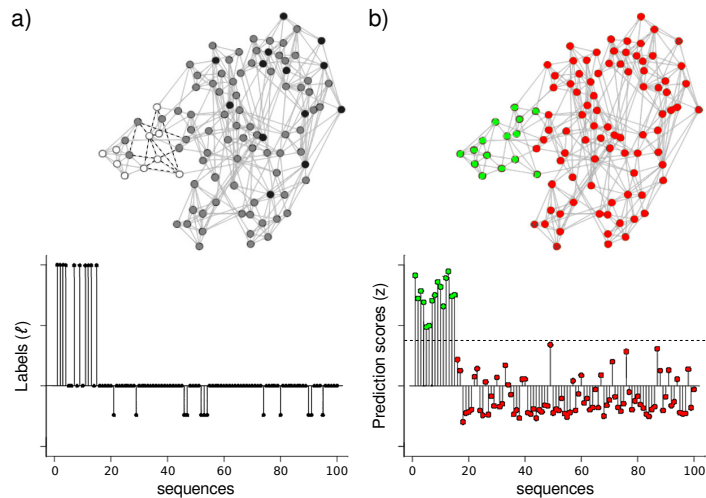 a)
b)
Labels (ℓ)
0 20 40 60 80 100
sequences
Prediction scores (z)
0 20 40 60 80 100
sequences